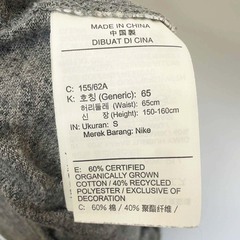 MADE IN CHINA
中国製
DIBUAT DI CINA
C: 155/62A
K: 호칭 (Generic): 65
허리둘레 (Waist): 65cm
신 장 (Height): 150-160cm
IN: Ukuran: S
Merek Barang: Nike
E: 60% CERTIFIED
ORGANICALLY GROWN
COTTON / 40% RECYCLED
POLYESTER / EXCLUSIVE OF
DECORATION
C: 60% 棉 / 40% 聚酯纤维 /